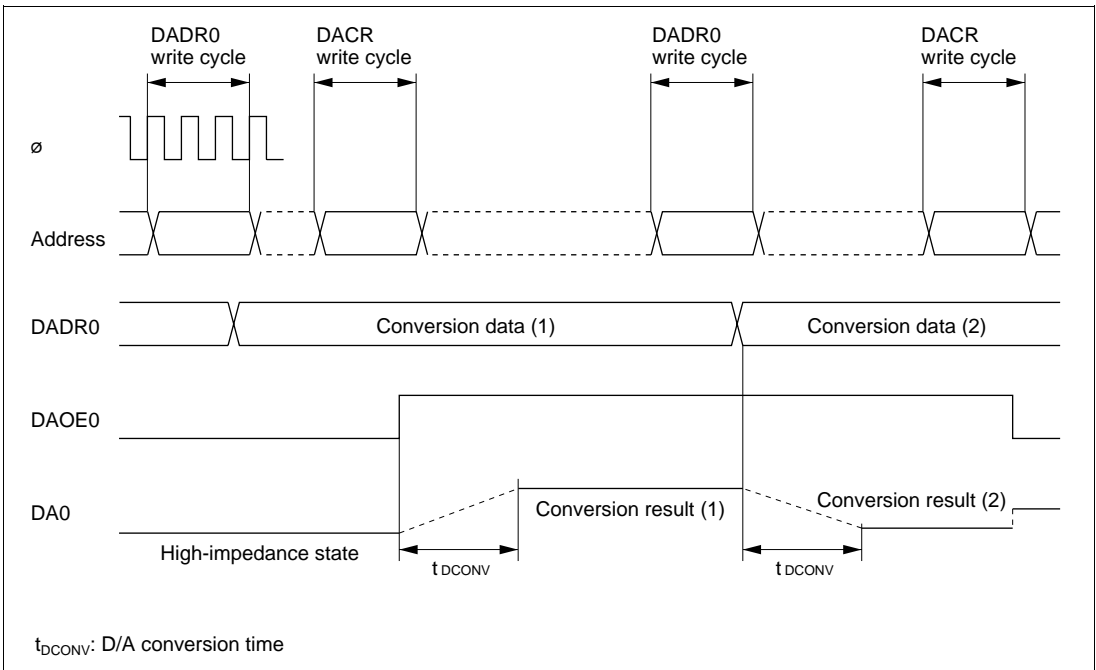 DADR0
write cycle
DACR
write cycle
DADR0
write cycle
DACR
write cycle
ø
Address
DADR0
Conversion data (1)
Conversion data (2)
DAOE0
DA0
Conversion result (1)
Conversion result (2)
High-impedance state
t DCONV
t DCONV
tDCONV: D/A conversion time